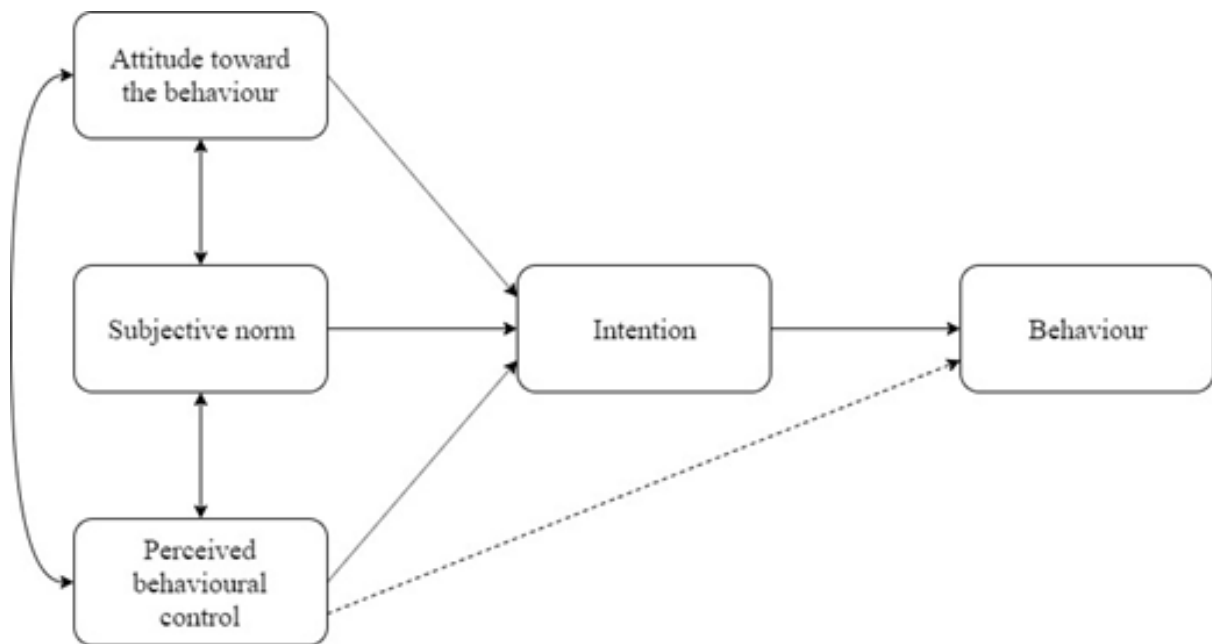 Attitude toward
the behaviour
Subjective norm
Intention
Behaviour
Perceived
behavioural
control